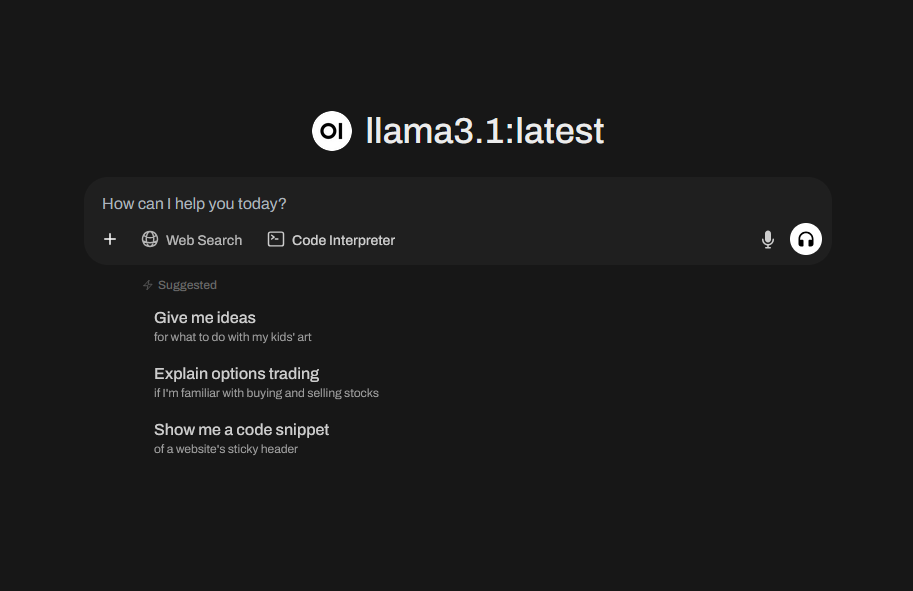 OI llama3.1:latest
How can I help you today?
Web Search Code Interpreter
Suggested
Give me ideas
for what to do with my kids' art
Explain options trading
if I'm familiar with buying and selling stocks
Show me a code snippet
of a website's sticky header